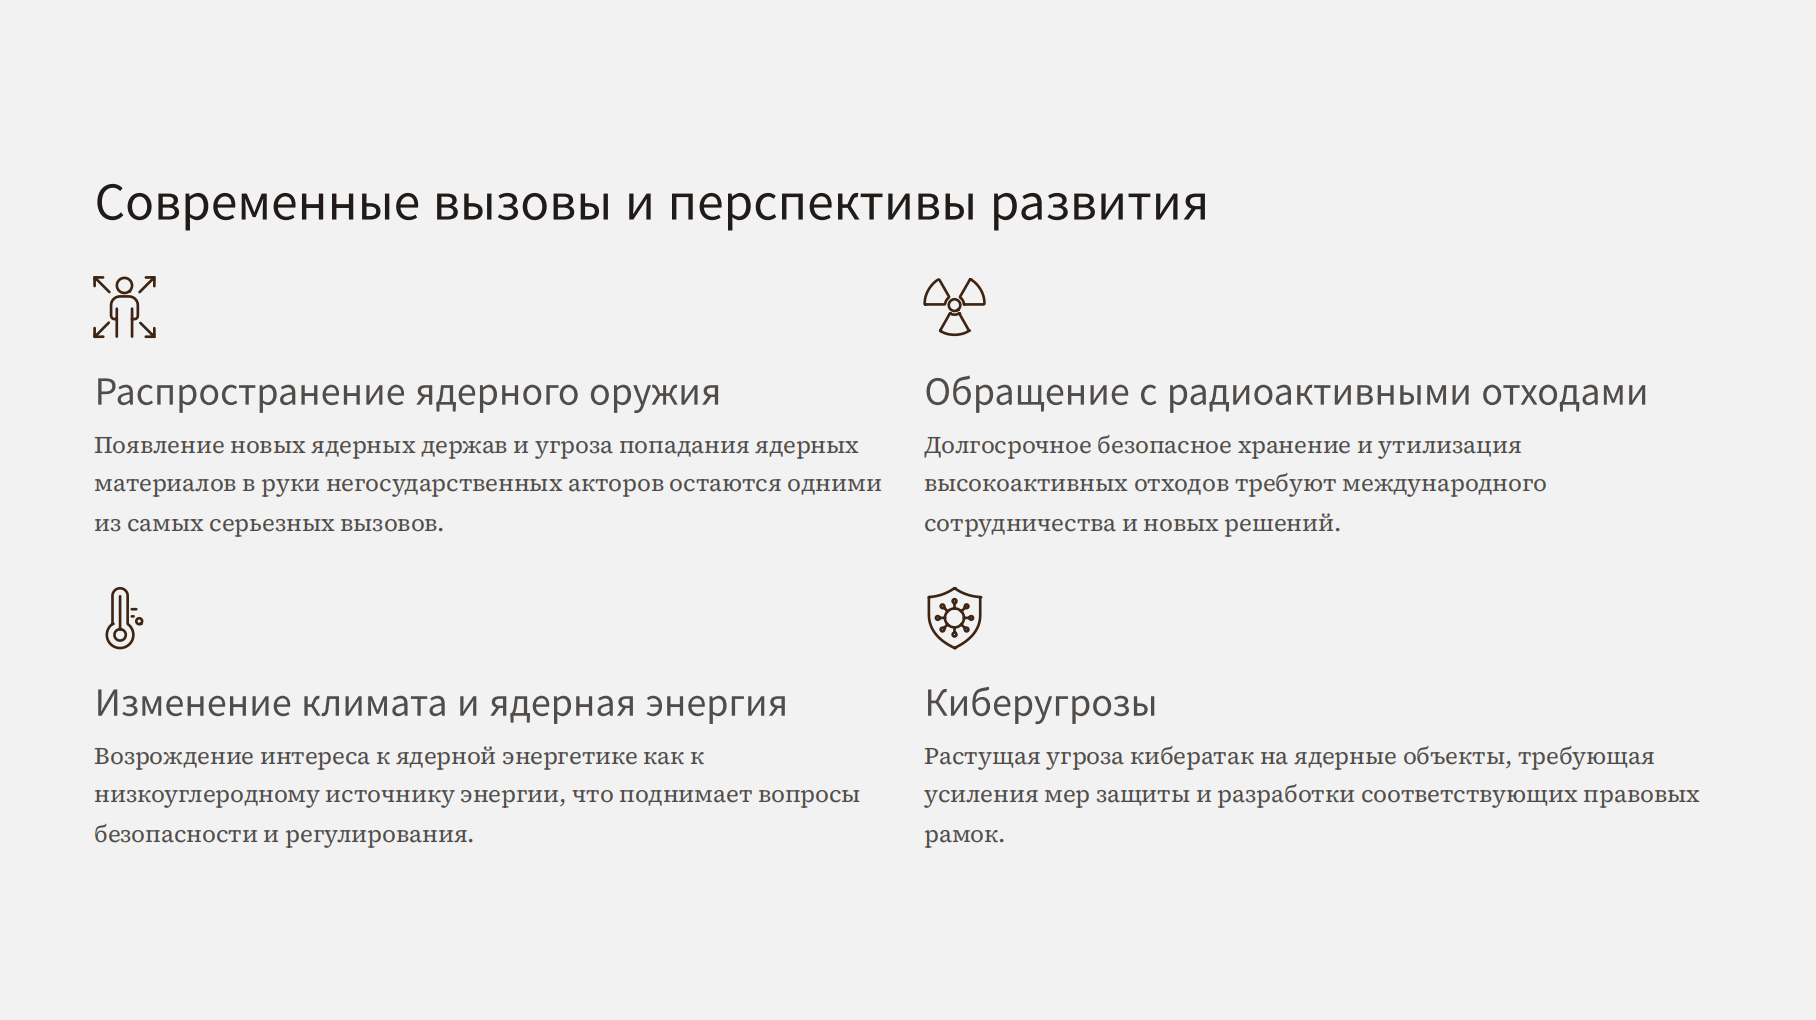 Современные вызовы и перспективы развития
Распространение ядерного оружия
Появление новых ядерных держав и угроза попадания ядерных
материалов в руки негосударственных акторов остаются одними
из самых серьезных вызовов.
Обращение с радиоактивными отходами
Долгосрочное безопасное хранение и утилизация
высокоактивных отходов требуют международного
сотрудничества и новых решений.
Изменение климата и ядерная энергия
Возрождение интереса к ядерной энергетике как к
низкоуглеродному источнику энергии, что поднимает вопросы
безопасности и регулирования.
Киберугрозы
Растущая угроза кибератак на ядерные объекты, требующая
усиления мер защиты и разработки соответствующих правовых
рамок.